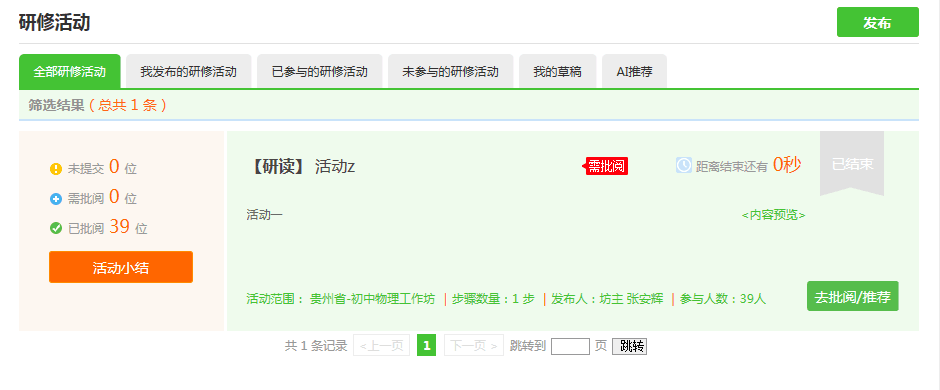 研修活动
发布
全部研修活动 我发布的研修活动 已参与的研修活动 未参与的研修活动 我的草稿 AI推荐
筛选结果（总共 1 条）
未提交 0 位
需批阅 0 位
已批阅 39 位
活动小结
【研读】 活动z
需批阅
距离结束还有 0秒
已结束
活动一
<内容预览>
活动范围： 贵州省-初中物理工作坊 ｜步骤数量：1 步 ｜发布人：坊主 张安辉 ｜参与人数：39人
去批阅/推荐
共 1 条记录 <上一页 1 下一页 > 跳转到 页 跳转